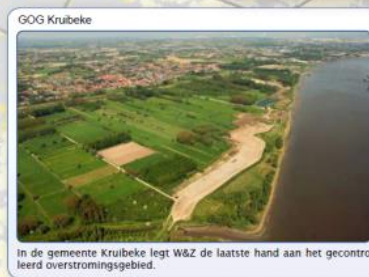 GOG Kruibeke
In de gemeente Kruibeke legt W&Z de laatste hand aan het gecontro
leerd overstromingsgebied.